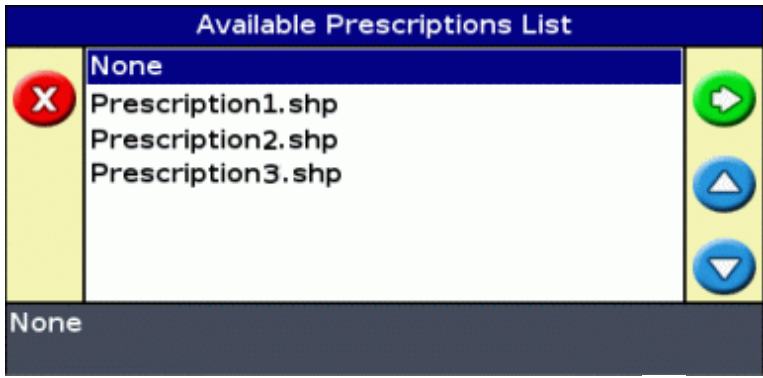 Available Prescriptions List
None
Prescription1.shp
Prescription2.shp
Prescription3.shp
None